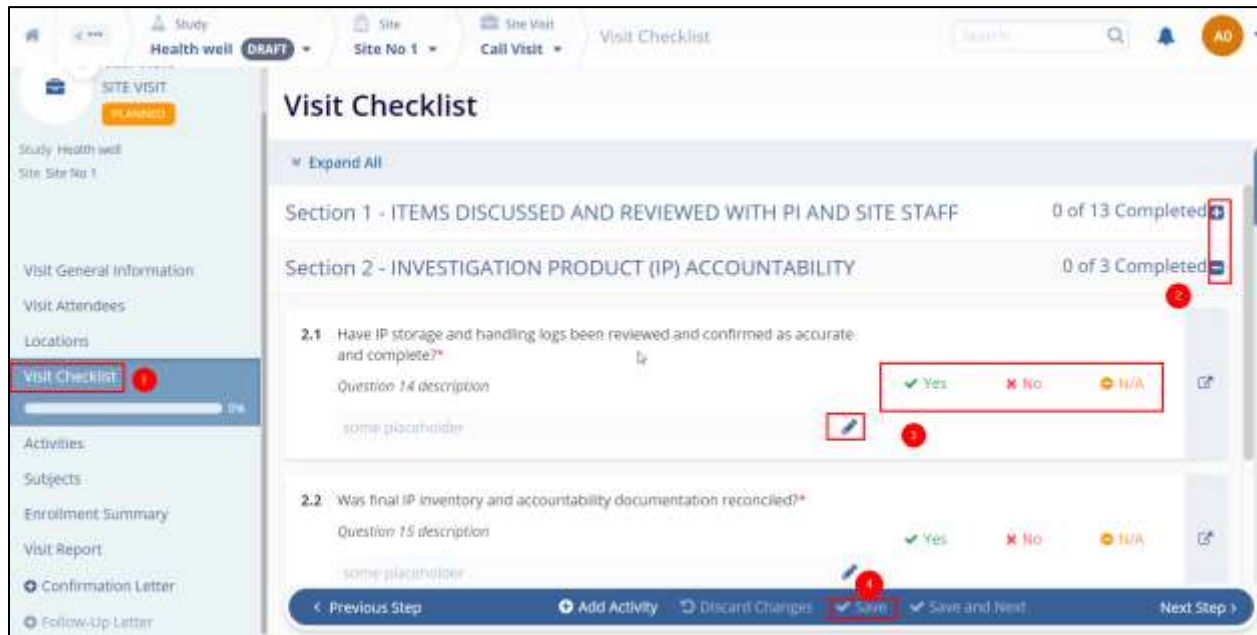 Study
Health well DRAFT
Site
Site No 1
Site Visit
Call Visit
Visit Checklist
Search
AO
SITE VISIT
PLANNED
Study Health well
Site Site No 1
Visit General Information
Visit Attendees
Locations
Visit Checklist 1
0%
Activities
Subjects
Enrollment Summary
Visit Report
Confirmation Letter
Follow-Up Letter
Visit Checklist
Expand All
Section 1 - ITEMS DISCUSSED AND REVIEWED WITH PI AND SITE STAFF 0 of 13 Completed
Section 2 - INVESTIGATION PRODUCT (IP) ACCOUNTABILITY 0 of 3 Completed
2
2.1 Have IP storage and handling logs been reviewed and confirmed as accurate
and complete?*
Question 14 description
Yes No N/A
some placeholder
3
2.2 Was final IP inventory and accountability documentation reconciled?*
Question 15 description
Yes No N/A
some placeholder
4
Previous Step Add Activity Discard Changes Save Save and Next Next Step